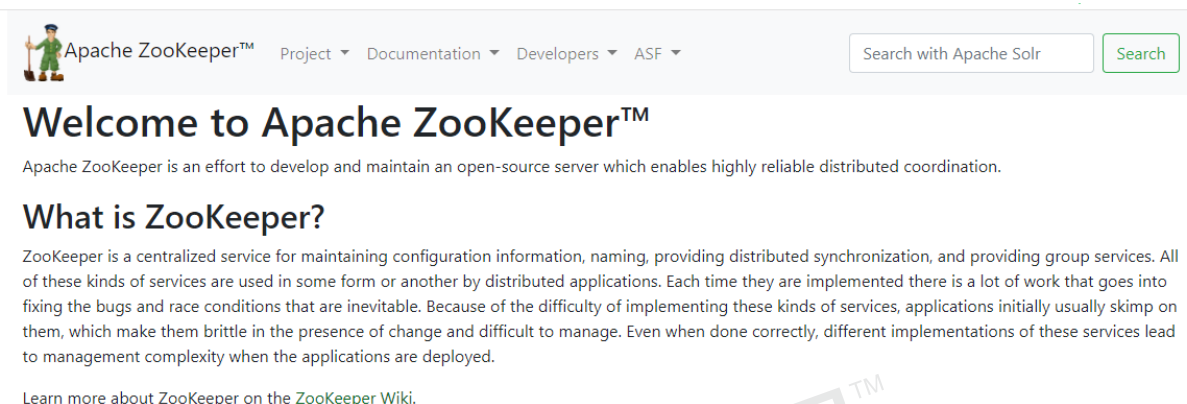 Apache ZooKeeper™ Project Documentation Developers ASF Search with Apache Solr Search
Welcome to Apache ZooKeeper™
Apache ZooKeeper is an effort to develop and maintain an open-source server which enables highly reliable distributed coordination.
What is ZooKeeper?
ZooKeeper is a centralized service for maintaining configuration information, naming, providing distributed synchronization, and providing group services. All
of these kinds of services are used in some form or another by distributed applications. Each time they are implemented there is a lot of work that goes into
fixing the bugs and race conditions that are inevitable. Because of the difficulty of implementing these kinds of services, applications initially usually skimp on
them, which make them brittle in the presence of change and difficult to manage. Even when done correctly, different implementations of these services lead
to management complexity when the applications are deployed.
Learn more about ZooKeeper on the ZooKeeper Wiki.
TM